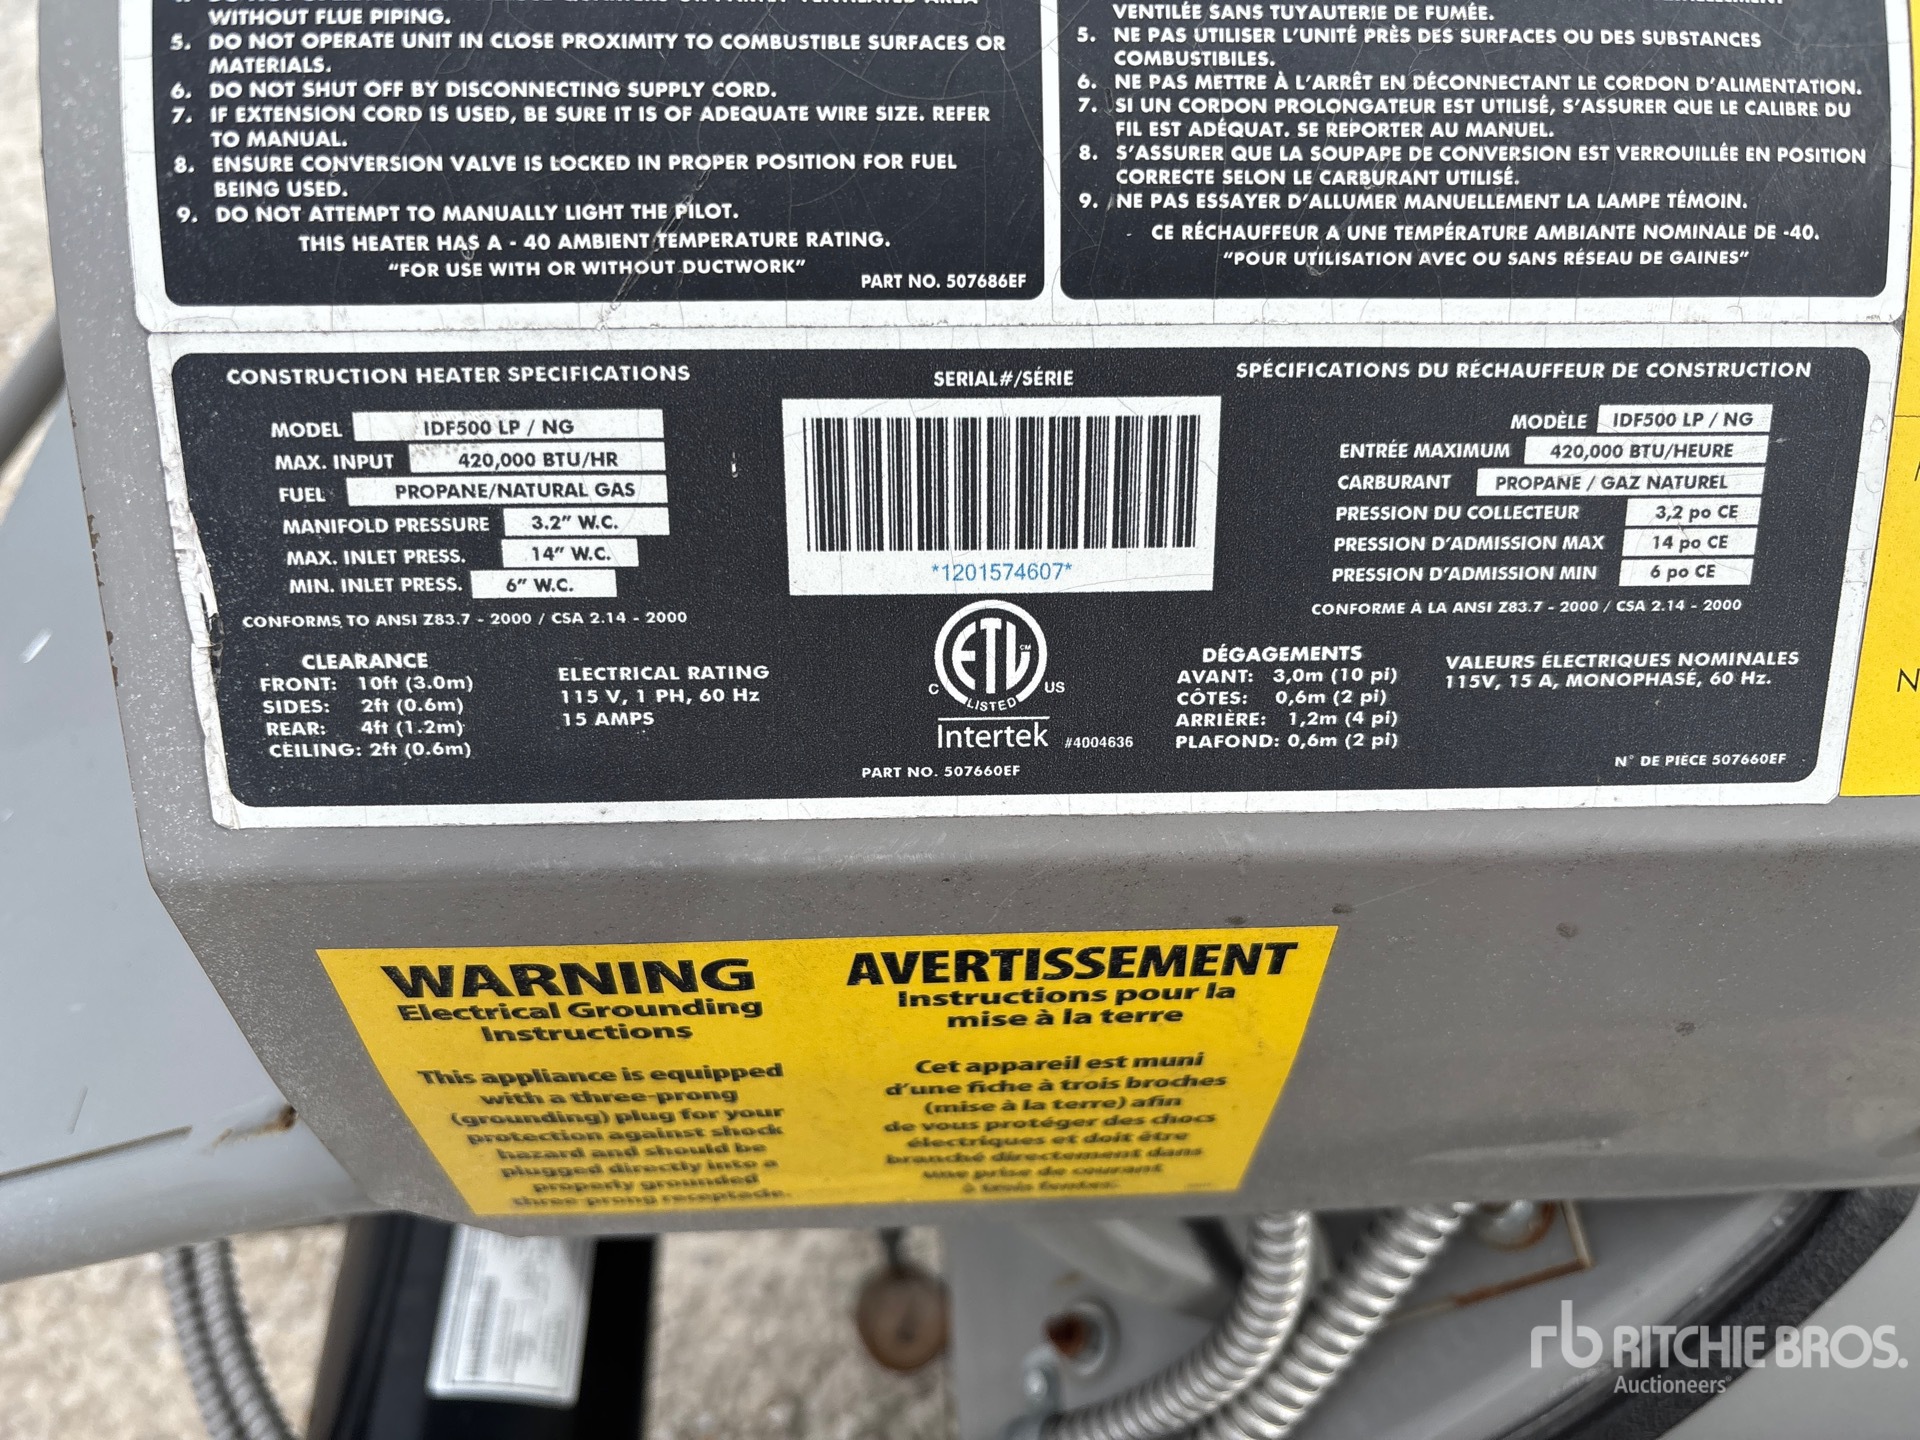 WITHOUT FLUE PIPING.
5. DO NOT OPERATE UNIT IN CLOSE PROXIMITY TO COMBUSTIBLE SURFACES OR
MATERIALS.
6. DO NOT SHUT OFF BY DISCONNECTING SUPPLY CORD.
7. IF EXTENSION CORD IS USED, BE SURE IT IS OF ADEQUATE WIRE SIZE. REFER
TO MANUAL.
8. ENSURE CONVERSION VALVE IS LOCKED IN PROPER POSITION FOR FUEL
BEING USED.
9. DO NOT ATTEMPT TO MANUALLY LIGHT THE PILOT.
THIS HEATER HAS A - 40 AMBIENT TEMPERATURE RATING.
"FOR USE WITH OR WITHOUT DUCTWORK"
PART NO. 507686EF
VENTILÉE SANS TUYAUTERIE DE FUMÉE.
5. NE PAS UTILISER L'UNITÉ PRÈS DES SURFACES OU DES SUBSTANCES
COMBUSTIBILES.
6. NE PAS METTRE À L'ARRÊT EN DÉCONNECTANT LE CORDON D'ALIMENTATION.
7. SI UN CORDON PROLONGATEUR EST UTILISÉ, S'ASSURER QUE LE CALIBRE DU
FIL EST ADÉQUAT. SE REPORTER AU MANUEL.
8. S'ASSURER QUE LA SOUPAPE DE CONVERSION EST VERROUILLÉE EN POSITION
CORRECTE SELON LE CARBURANT UTILISÉ.
9. NE PAS ESSAYER D'ALLUMER MANUELLEMENT LA LAMPE TÉMOIN.
CE RÉCHAUFFEUR A UNE TEMPÉRATURE AMBIANTE NOMINALE DE -40.
"POUR UTILISATION AVEC OU SANS RÉSEAU DE GAINES"
CONSTRUCTION HEATER SPECIFICATIONS
MODEL IDF500 LP / NG
MAX. INPUT 420,000 BTU/HR
FUEL PROPANE/NATURAL GAS
MANIFOLD PRESSURE 3.2" W.C.
MAX. INLET PRESS. 14" W.C.
MIN. INLET PRESS. 6" W.C.
CONFORMS TO ANSI Z83.7 - 2000 / CSA 2.14 - 2000
CLEARANCE
FRONT: 10ft (3.0m)
SIDES: 2ft (0.6m)
REAR: 4ft (1.2m)
CEILING: 2ft (0.6m)
ELECTRICAL RATING
115 V, 1 PH, 60 Hz
15 AMPS
SERIAL#/SÉRIE
*1201574607*
ETL CM
C US
LISTED
Intertek #4004636
PART NO. 507660EF
SPÉCIFICATIONS DU RÉCHAUFFEUR DE CONSTRUCTION
MODÈLE IDF500 LP / NG
ENTRÉE MAXIMUM 420,000 BTU/HEURE
CARBURANT PROPANE / GAZ NATUREL
PRESSION DU COLLECTEUR 3,2 po CE
PRESSION D'ADMISSION MAX 14 po CE
PRESSION D'ADMISSION MIN 6 po CE
CONFORME À LA ANSI Z83.7 - 2000 / CSA 2.14 - 2000
DÉGAGEMENTS
AVANT: 3,0m (10 pi)
CÔTES: 0,6m (2 pi)
ARRIÈRE: 1,2m (4 pi)
PLAFOND: 0,6m (2 pi)
VALEURS ÉLECTRIQUES NOMINALES
115V, 15 A, MONOPHASÉ, 60 Hz.
N° DE PIÉCE 507660EF
WARNING
Electrical Grounding
Instructions
This appliance is equipped
with a three-prong
(grounding) plug for your
protection against shock
hazard and should be
plugged directly into a
properly grounded
three-prong receptacle.
AVERTISSEMENT
Instructions pour la
mise à la terre
Cet appareil est muni
d'une fiche à trois broches
(mise à la terre) afin
de vous protéger des chocs
électriques et doit être
branché directement dans
une prise de courant
à trois fentes.
rb RITCHIE BROS.
Auctioneers